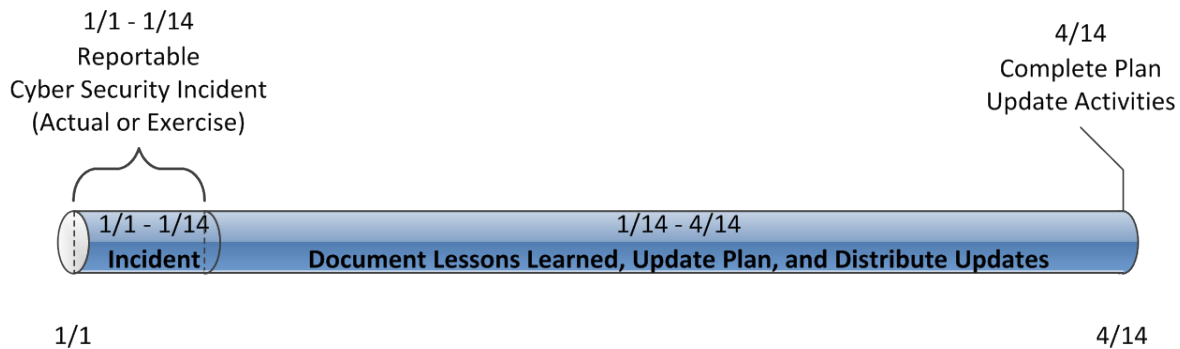 1/1 - 1/14
Reportable
Cyber Security Incident
(Actual or Exercise)
4/14
Complete Plan
Update Activities
1/1 - 1/14
Incident
1/14 - 4/14
Document Lessons Learned, Update Plan, and Distribute Updates
1/1
4/14